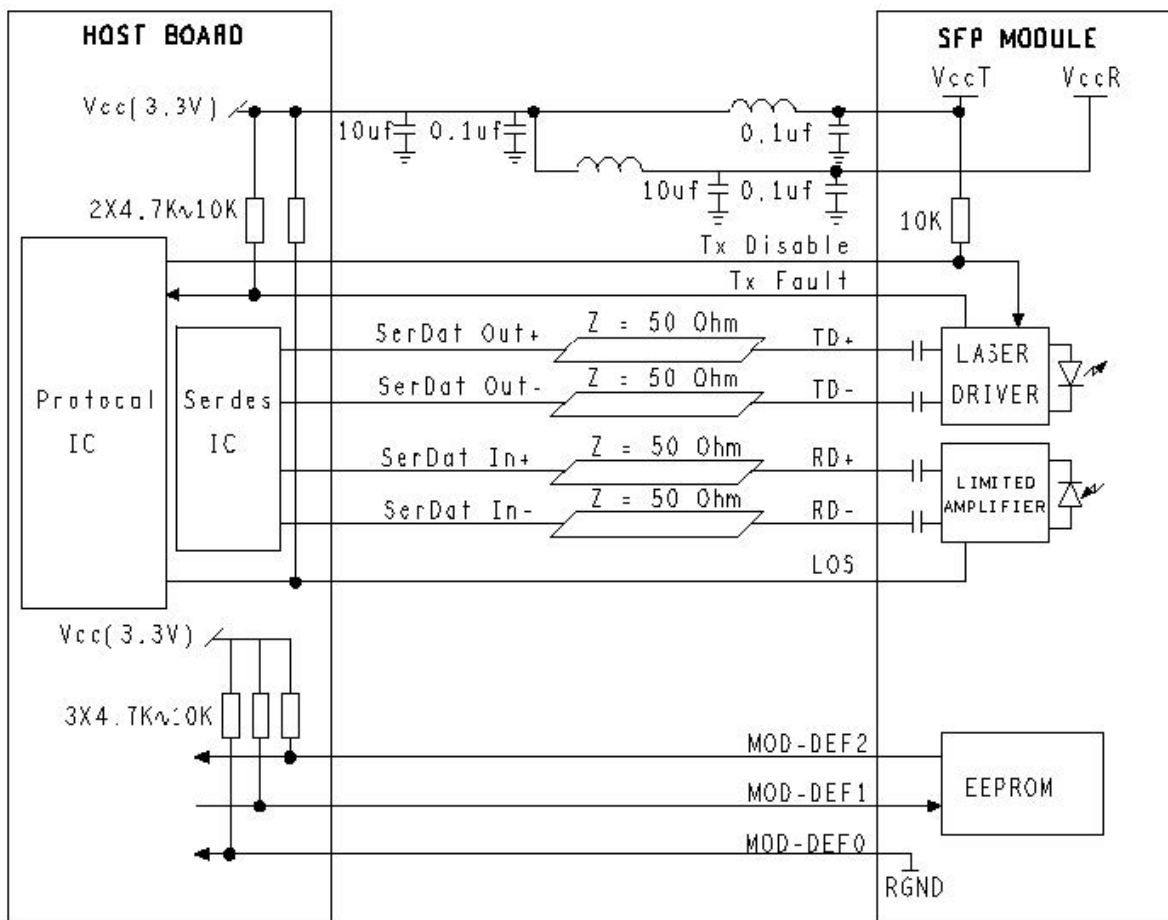 HOST BOARD
SFP MODULE
VccT
VccR
Vcc(3.3V)
10uf
0.1uf
0.1uf
10uf
0.1uf
2X4.7K~10K
10K
Tx Disable
Tx Fault
SerDat Out+
Z = 50 Ohm
TD+
SerDat Out-
Z = 50 Ohm
TD-
LASER
DRIVER
Protocal
IC
Serdes
IC
SerDat In+
Z = 50 Ohm
RD+
SerDat In-
Z = 50 Ohm
RD-
LIMITED
AMPLIFIER
LOS
Vcc(3.3V)
3X4.7K~10K
MOD-DEF2
MOD-DEF1
MOD-DEF0
EEPROM
RGND